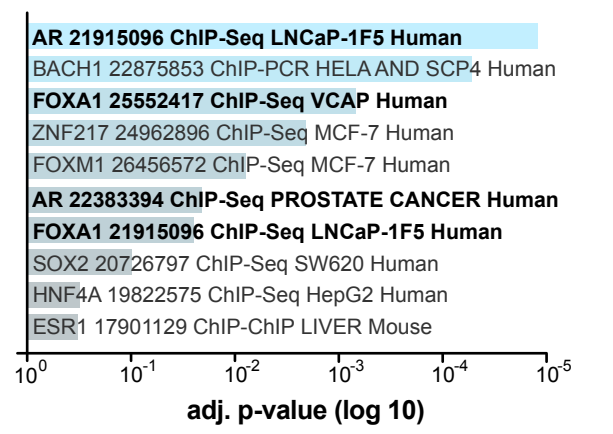 AR 21915096 ChIP-Seq LNCaP-1F5 Human
BACH1 22875853 ChIP-PCR HELA AND SCP4 Human
FOXA1 25552417 ChIP-Seq VCAP Human
ZNF217 24962896 ChIP-Seq MCF-7 Human
FOXM1 26456572 ChIP-Seq MCF-7 Human
AR 22383394 ChIP-Seq PROSTATE CANCER Human
FOXA1 21915096 ChIP-Seq LNCaP-1F5 Human
SOX2 20726797 ChIP-Seq SW620 Human
HNF4A 19822575 ChIP-Seq HepG2 Human
ESR1 17901129 ChIP-ChIP LIVER Mouse
10⁰ 10⁻¹ 10⁻² 10⁻³ 10⁻⁴ 10⁻⁵
adj. p-value (log 10)